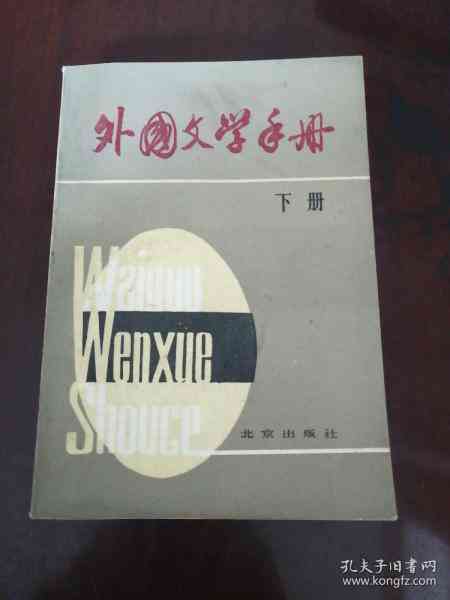 外國文学手册
下册
Waiguo
Wenxue
Shouce
北京出版社
孔夫子旧书网
www.kongfz.com